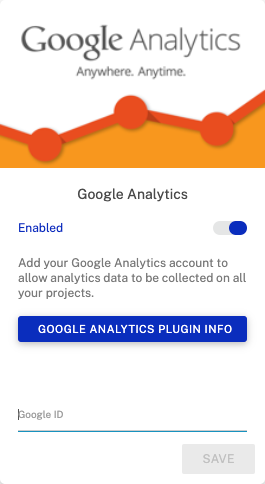 Google Analytics
Anywhere. Anytime.
Google Analytics
Enabled
Add your Google Analytics account to
allow analytics data to be collected on all
your projects.
GOOGLE ANALYTICS PLUGIN INFO
Google ID
SAVE